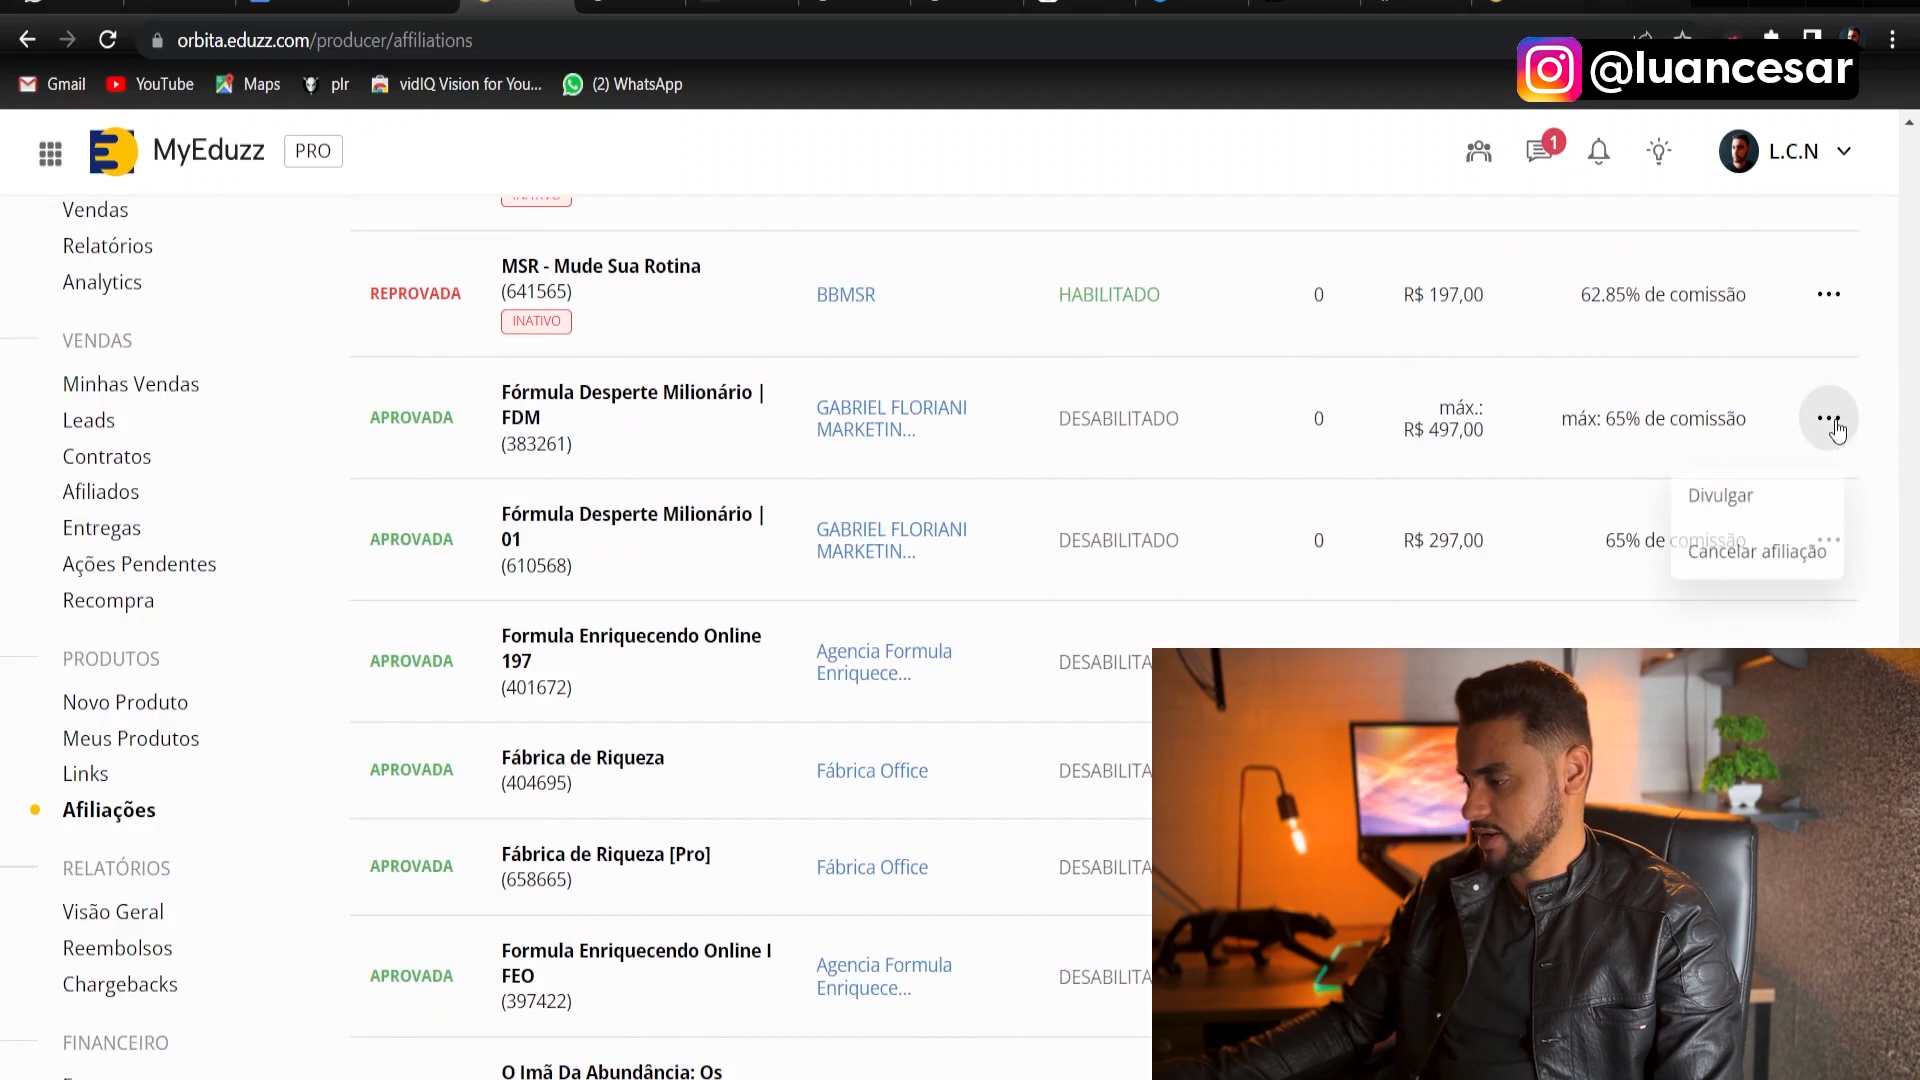 orbita.eduzz.com/producer/affiliations
@luancesar
Gmail
YouTube
Maps
plr
vidIQ Vision for You...
(2) WhatsApp
MyEduzz
PRO
1
L.C.N
Vendas
Relatórios
Analytics
VENDAS
Minhas Vendas
Leads
Contratos
Afiliados
Entregas
Ações Pendentes
Recompra
PRODUTOS
Novo Produto
Meus Produtos
Links
Afiliações
RELATÓRIOS
Visão Geral
Reembolsos
Chargebacks
FINANCEIRO
INATIVO
REPROVADA
MSR - Mude Sua Rotina
(641565)
INATIVO
BBMSR
HABILITADO
0
R$ 197,00
62.85% de comissão
APROVADA
Fórmula Desperte Milionário |
FDM
(383261)
GABRIEL FLORIANI
MARKETIN...
DESABILITADO
0
máx.:
R$ 497,00
máx: 65% de comissão
Divulgar
Cancelar afiliação
APROVADA
Fórmula Desperte Milionário |
01
(610568)
GABRIEL FLORIANI
MARKETIN...
DESABILITADO
0
R$ 297,00
65% de comissão
APROVADA
Formula Enriquecendo Online
197
(401672)
Agencia Formula
Enriquece...
DESABILITA
APROVADA
Fábrica de Riqueza
(404695)
Fábrica Office
DESABILITA
APROVADA
Fábrica de Riqueza [Pro]
(658665)
Fábrica Office
DESABILITA
APROVADA
Formula Enriquecendo Online I
FEO
(397422)
Agencia Formula
Enriquece...
DESABILITA
O Imã Da Abundância: Os